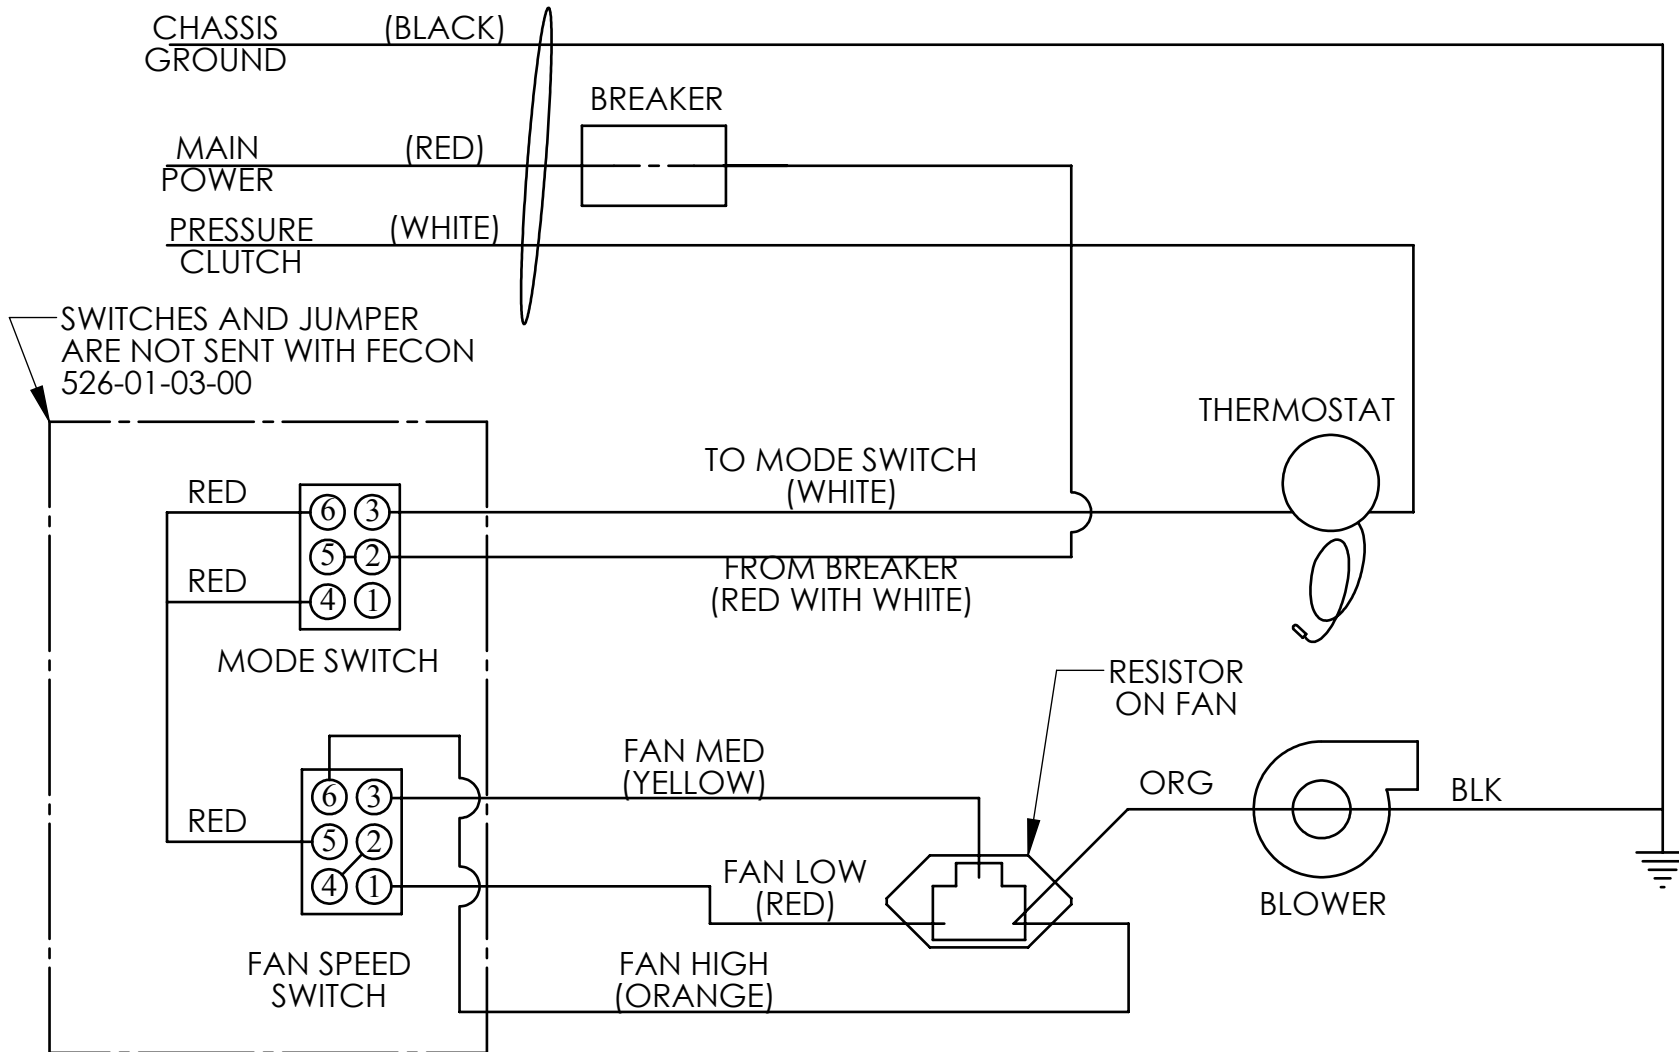 CHASSIS
GROUND
(BLACK)
BREAKER
MAIN
POWER
(RED)
PRESSURE
CLUTCH
(WHITE)
SWITCHES AND JUMPER
ARE NOT SENT WITH FECON
526-01-03-00
THERMOSTAT
TO MODE SWITCH
(WHITE)
RED
6 3
5 2
FROM BREAKER
(RED WITH WHITE)
RED
4 1
MODE SWITCH
RESISTOR
ON FAN
FAN MED
(YELLOW)
ORG
BLK
6 3
RED
5 2
4 1
FAN LOW
(RED)
BLOWER
FAN SPEED
SWITCH
FAN HIGH
(ORANGE)